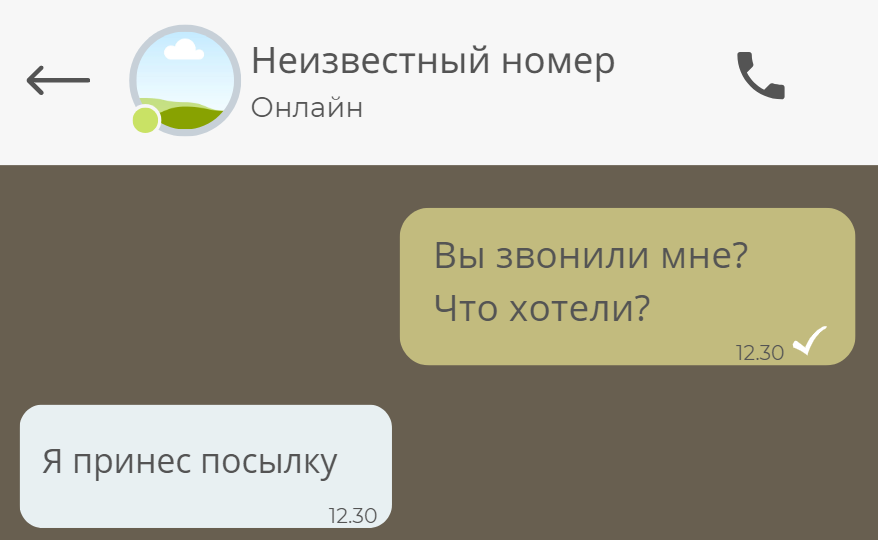 Неизвестный номер
Онлайн
Вы звонили мне?
Что хотели?
12.30
Я принес посылку
12.30